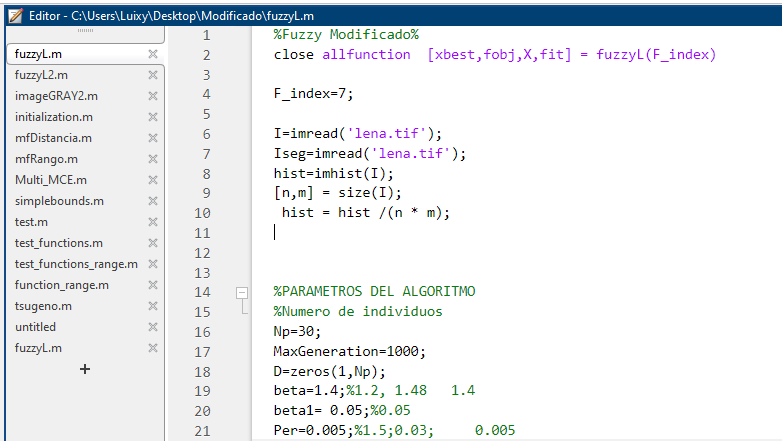 Editor - C:\Users\Luixy\Desktop\Modificado\fuzzyL.m
fuzzyL.m
fuzzyL2.m
imageGRAY2.m
initialization.m
mfDistancia.m
mfRango.m
Multi_MCE.m
simplebounds.m
test.m
test_functions.m
test_functions_range.m
function_range.m
tsugeno.m
untitled
fuzzyL.m
1 %Fuzzy Modificado%
2 close allfunction [xbest,fobj,X,fit] = fuzzyL(F_index)
3
4 F_index=7;
5
6 I=imread('lena.tif');
7 Iseg=imread('lena.tif');
8 hist=imhist(I);
9 [n,m] = size(I);
10 hist = hist /(n * m);
11
12
13
14 %PARAMETROS DEL ALGORITMO
15 %Numero de individuos
16 Np=30;
17 MaxGeneration=1000;
18 D=zeros(1,Np);
19 beta=1.4;%1.2, 1.48 1.4
20 beta1= 0.05;%0.05
21 Per=0.005;%1.5;0.03; 0.005